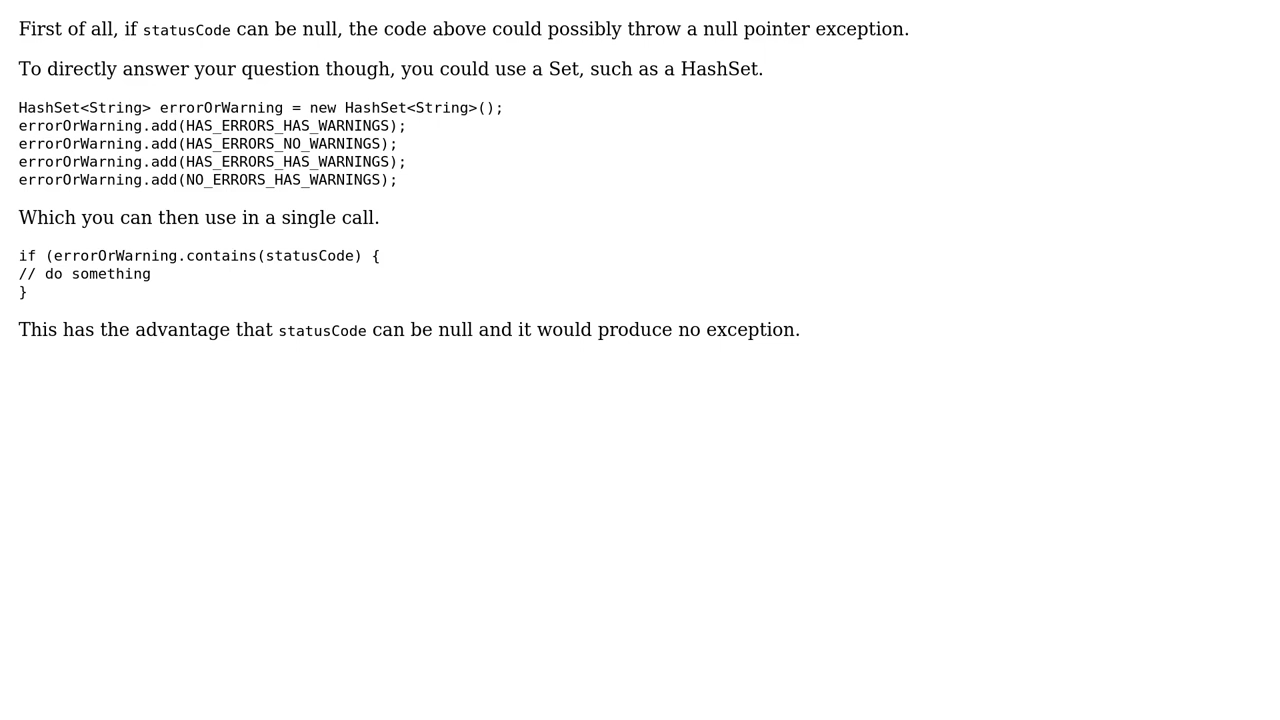 First of all, if statusCode can be null, the code above could possibly throw a null pointer exception.
To directly answer your question though, you could use a Set, such as a HashSet.
HashSet<String> errorOrWarning = new HashSet<String>();
errorOrWarning.add(HAS_ERRORS_HAS_WARNINGS);
errorOrWarning.add(HAS_ERRORS_NO_WARNINGS);
errorOrWarning.add(HAS_ERRORS_HAS_WARNINGS);
errorOrWarning.add(NO_ERRORS_HAS_WARNINGS);
Which you can then use in a single call.
if (errorOrWarning.contains(statusCode) {
// do something
}
This has the advantage that statusCode can be null and it would produce no exception.